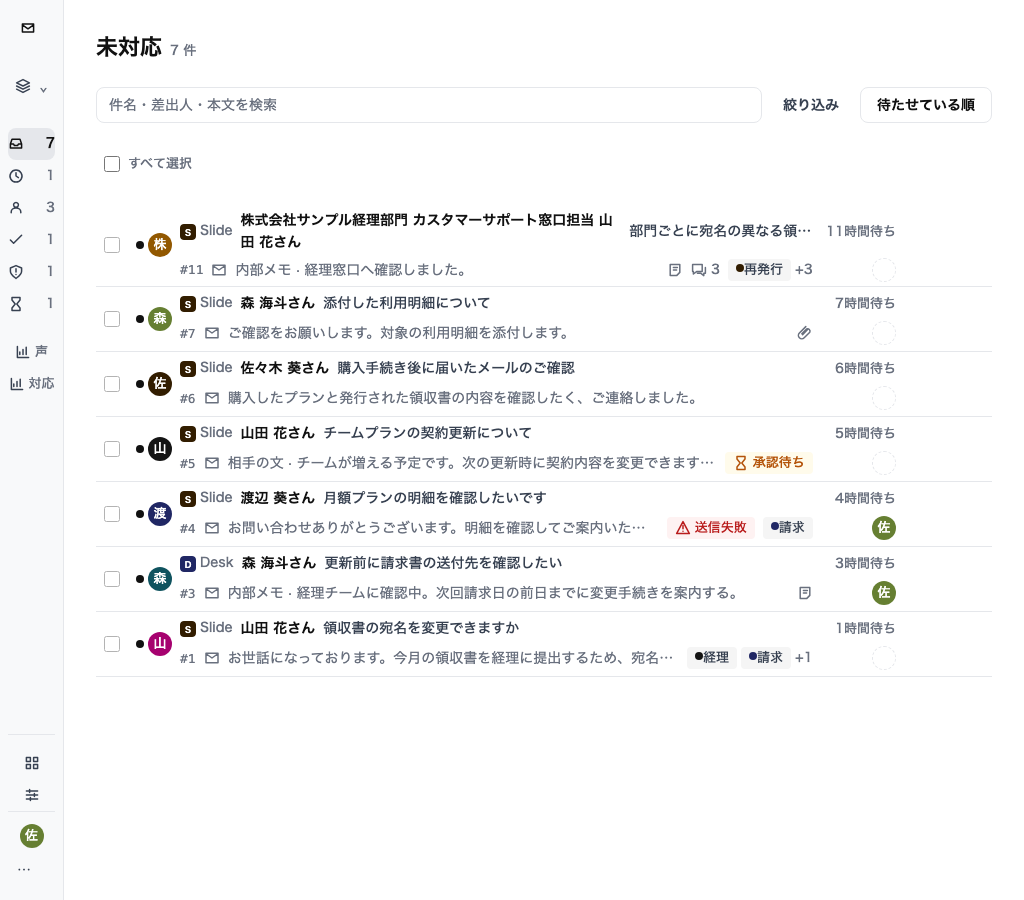 未対応 7 件
件名・差出人・本文を検索
絞り込み
待たせている順
すべて選択
7
1
3
1
1
1
声
対応
株
S Slide 株式会社サンプル経理部門 カスタマーサポート窓口担当 山
田 花さん
部門ごとに宛名の異なる領… 11時間待ち
#11 内部メモ · 経理窓口へ確認しました。 3 再発行 +3
森
S Slide 森 海斗さん 添付した利用明細について 7時間待ち
#7 ご確認をお願いします。対象の利用明細を添付します。
佐
S Slide 佐々木 葵さん 購入手続き後に届いたメールのご確認 6時間待ち
#6 購入したプランと発行された領収書の内容を確認したく、ご連絡しました。
山
S Slide 山田 花さん チームプランの契約更新について 5時間待ち
#5 相手の文 · チームが増える予定です。次の更新時に契約内容を変更できます… 承認待ち
渡
S Slide 渡辺 葵さん 月額プランの明細を確認したいです 4時間待ち
#4 お問い合わせありがとうございます。明細を確認してご案内いた… 送信失敗 請求 佐
森
D Desk 森 海斗さん 更新前に請求書の送付先を確認したい 3時間待ち
#3 内部メモ · 経理チームに確認中。次回請求日の前日までに変更手続きを案内する。 佐
山
S Slide 山田 花さん 領収書の宛名を変更できますか 1時間待ち
#1 お世話になっております。今月の領収書を経理に提出するため、宛名… 経理 請求 +1
佐
…